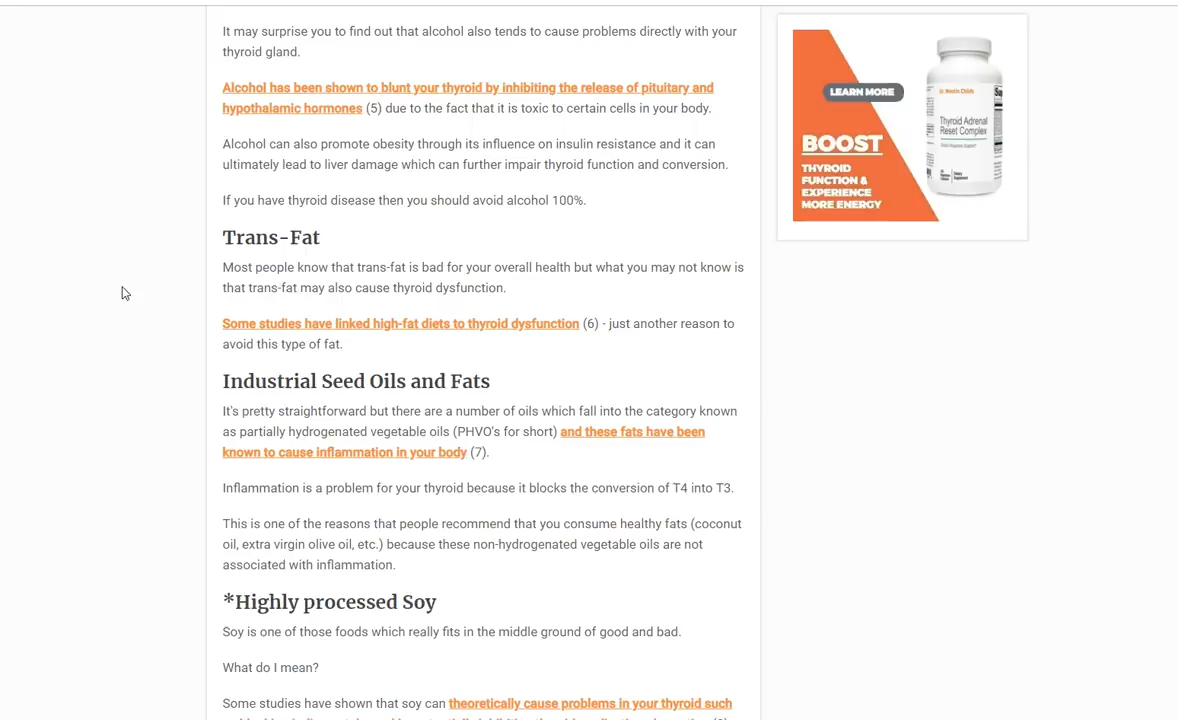 It may surprise you to find out that alcohol also tends to cause problems directly with your
thyroid gland.
Alcohol has been shown to blunt your thyroid by inhibiting the release of pituitary and
hypothalamic hormones (5) due to the fact that it is toxic to certain cells in your body.
Alcohol can also promote obesity through its influence on insulin resistance and it can
ultimately lead to liver damage which can further impair thyroid function and conversion.
If you have thyroid disease then you should avoid alcohol 100%.
Trans-Fat
Most people know that trans-fat is bad for your overall health but what you may not know is
that trans-fat may also cause thyroid dysfunction.
Some studies have linked high-fat diets to thyroid dysfunction (6) - just another reason to
avoid this type of fat.
Industrial Seed Oils and Fats
It's pretty straightforward but there are a number of oils which fall into the category known
as partially hydrogenated vegetable oils (PHVO's for short) and these fats have been
known to cause inflammation in your body (7).
Inflammation is a problem for your thyroid because it blocks the conversion of T4 into T3.
This is one of the reasons that people recommend that you consume healthy fats (coconut
oil, extra virgin olive oil, etc.) because these non-hydrogenated vegetable oils are not
associated with inflammation.
*Highly processed Soy
Soy is one of those foods which really fits in the middle ground of good and bad.
What do I mean?
Some studies have shown that soy can theoretically cause problems in your thyroid such
LEARN MORE
BOOST
THYROID
FUNCTION &
EXPERIENCE
MORE ENERGY
Dr. Westin Childs
Thyroid Adrenal
Reset Complex